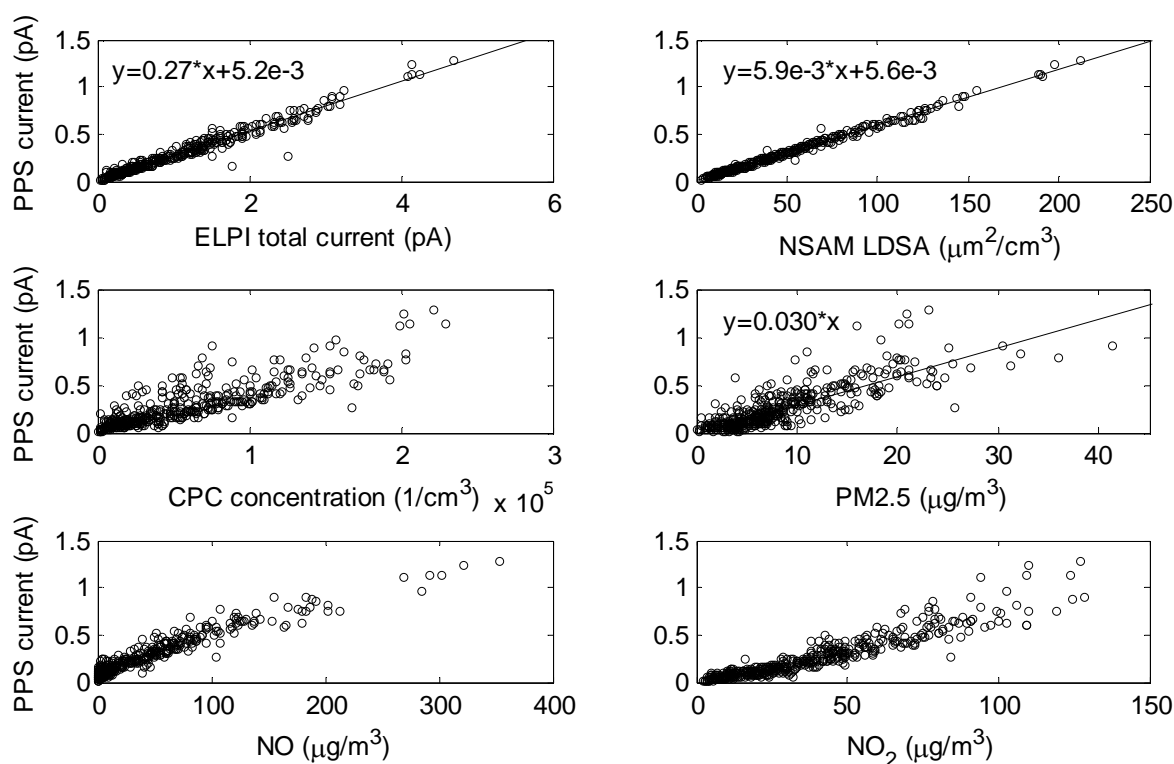 PPS current (pA)
1.5
1
0.5
0
y=0.27*x+5.2e-3
0 2 4 6
ELPI total current (pA)
1.5
1
0.5
0
y=5.9e-3*x+5.6e-3
0 50 100 150 200 250
NSAM LDSA (μm²/cm³)
PPS current (pA)
1.5
1
0.5
0
0 1 2 3
CPC concentration (1/cm³) x 10⁵
1.5
1
0.5
0
y=0.030*x
0 10 20 30 40
PM2.5 (μg/m³)
PPS current (pA)
1.5
1
0.5
0
0 100 200 300 400
NO (μg/m³)
1.5
1
0.5
0
0 50 100 150
NO₂ (μg/m³)